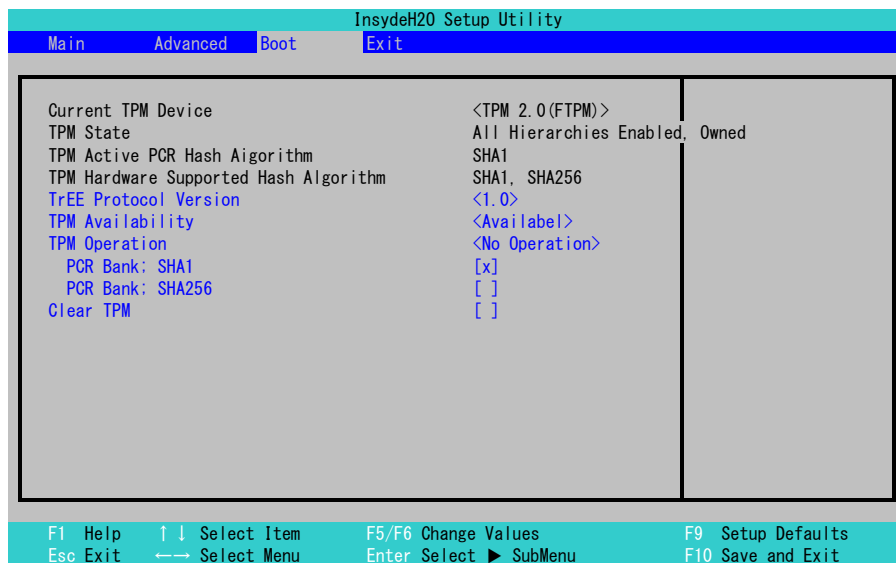 InsydeH2O Setup Utility
Main Advanced Boot Exit
Current TPM Device <TPM 2.0(FTPM)>
TPM State All Hierarchies Enabled, Owned
TPM Active PCR Hash Aigorithm SHA1
TPM Hardware Supported Hash Algorithm SHA1, SHA256
TrEE Protocol Version <1.0>
TPM Availability <Availabel>
TPM Operation <No Operation>
PCR Bank; SHA1 [x]
PCR Bank; SHA256 [ ]
Clear TPM [ ]
F1 Help ↑↓ Select Item F5/F6 Change Values F9 Setup Defaults
Esc Exit ←→ Select Menu Enter Select ▶ SubMenu F10 Save and Exit